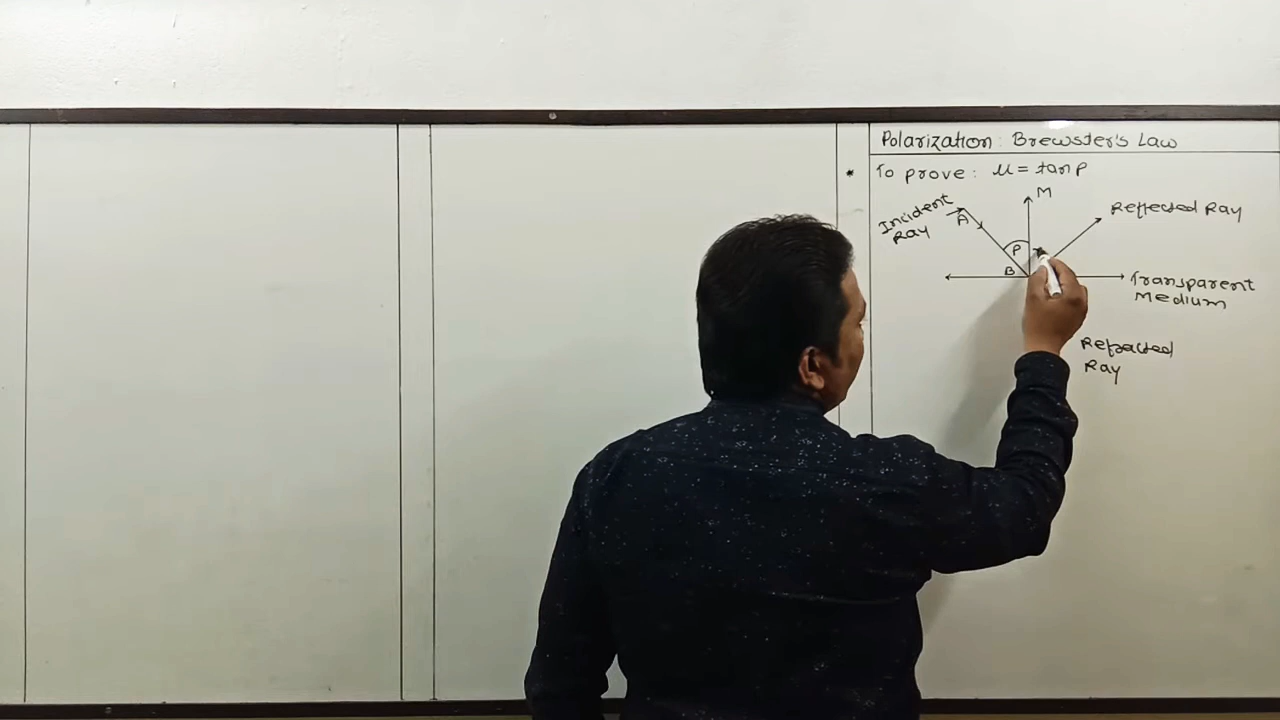 Polarization: Brewster's Law
* To prove: μ = tan P
M
Incident
Ray
A
Reflected Ray
P
B
Transparent
Medium
Refracted
Ray